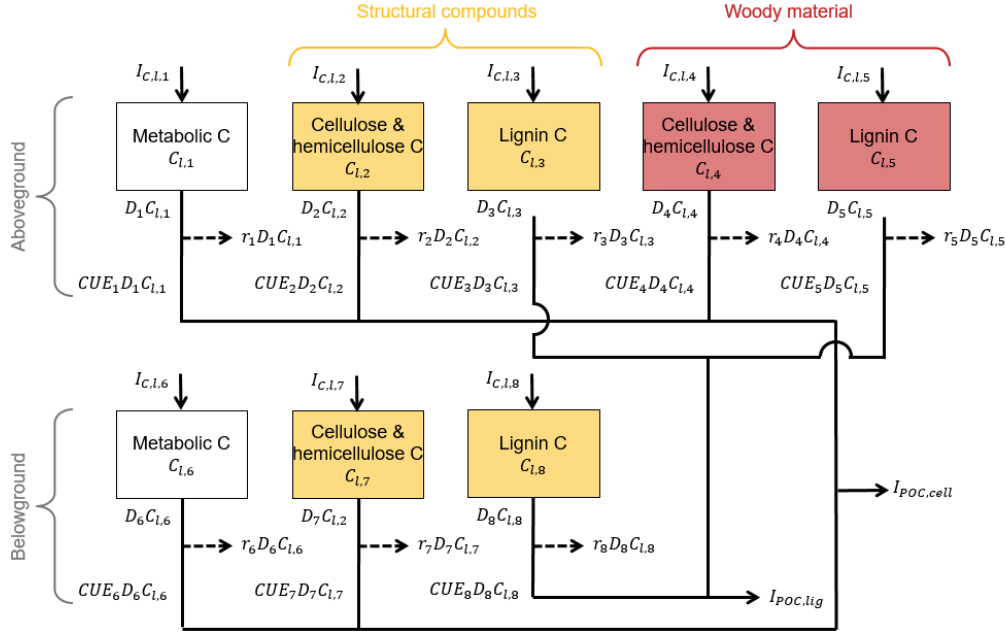 Structural compounds
Woody material
I_{C,l,1}
I_{C,l,2}
I_{C,l,3}
I_{C,l,4}
I_{C,l,5}
Aboveground
Metabolic C
C_{l,1}
Cellulose &
hemicellulose C
C_{l,2}
Lignin C
C_{l,3}
Cellulose &
hemicellulose C
C_{l,4}
Lignin C
C_{l,5}
D_1C_{l,1}
D_2C_{l,2}
D_3C_{l,3}
D_4C_{l,4}
D_5C_{l,5}
r_1D_1C_{l,1}
r_2D_2C_{l,2}
r_3D_3C_{l,3}
r_4D_4C_{l,4}
r_5D_5C_{l,5}
CUE_1D_1C_{l,1}
CUE_2D_2C_{l,2}
CUE_3D_3C_{l,3}
CUE_4D_4C_{l,4}
CUE_5D_5C_{l,5}
I_{C,l,6}
I_{C,l,7}
I_{C,l,8}
Belowground
Metabolic C
C_{l,6}
Cellulose &
hemicellulose C
C_{l,7}
Lignin C
C_{l,8}
I_{POC,cell}
D_6C_{l,6}
D_7C_{l,2}
D_8C_{l,8}
r_6D_6C_{l,6}
r_7D_7C_{l,7}
r_8D_8C_{l,8}
CUE_6D_6C_{l,6}
CUE_7D_7C_{l,7}
CUE_8D_8C_{l,8}
I_{POC,lig}